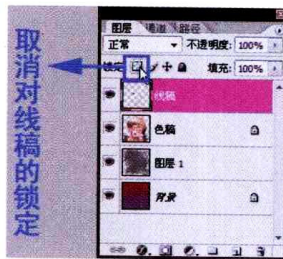 取消对线稿的锁定
图层 通道 路径
正常 不透明度: 100%
锁定: 填充: 100%
线稿
色稿
图层 1
背景